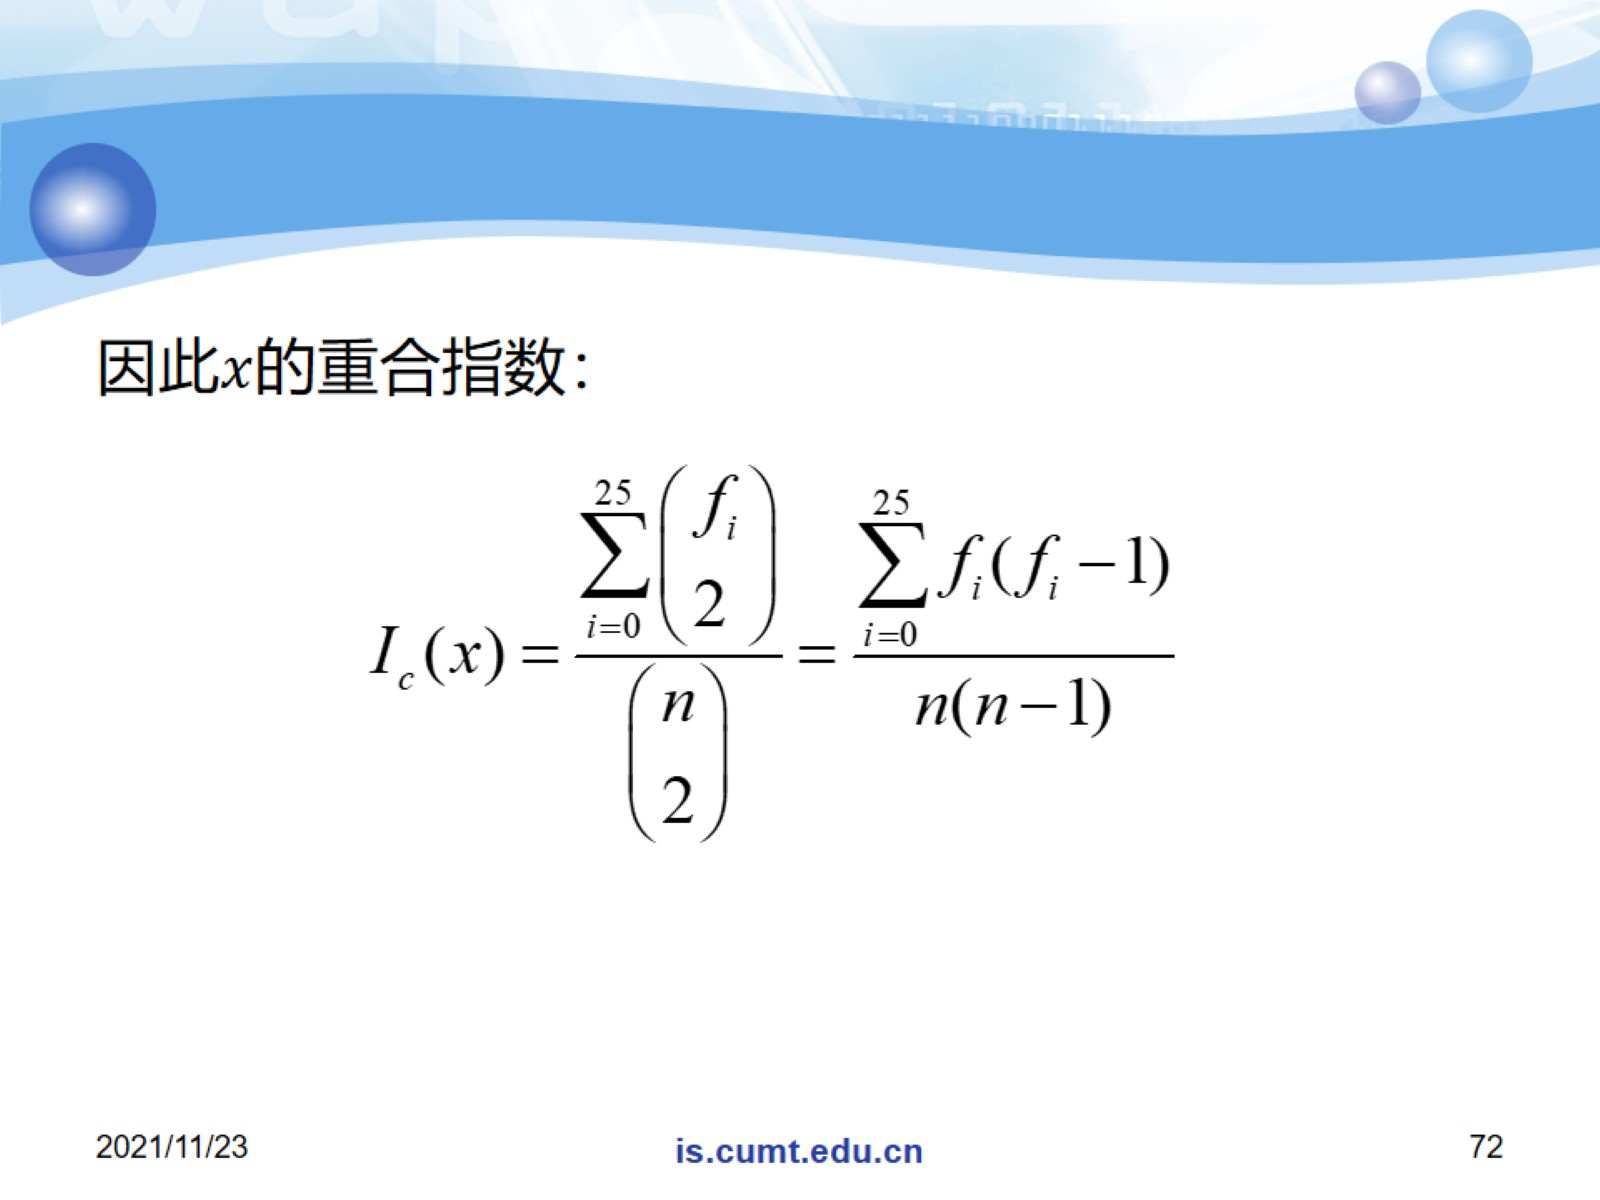 因此x的重合指数：
I_c(x) = \frac{\sum_{i=0}^{25} \binom{f_i}{2}}{\binom{n}{2}} = \frac{\sum_{i=0}^{25} f_i(f_i-1)}{n(n-1)}
2021/11/23
is.cumt.edu.cn
72